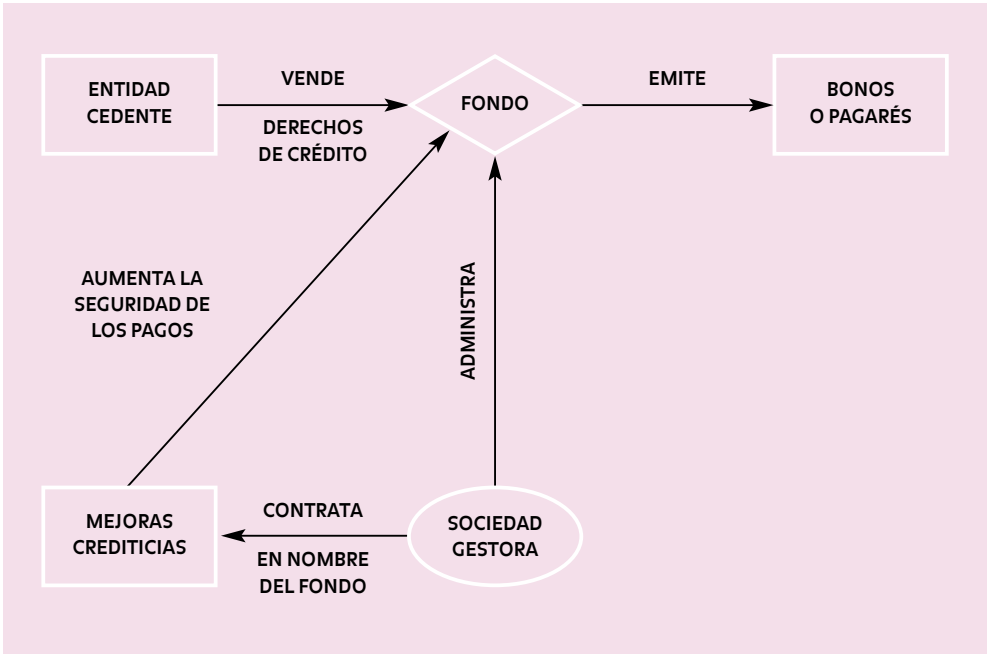 ENTIDAD
CEDENTE
VENDE
DERECHOS
DE CRÉDITO
FONDO
EMITE
BONOS
O PAGARÉS
AUMENTA LA
SEGURIDAD DE
LOS PAGOS
ADMINISTRA
MEJORAS
CREDITICIAS
CONTRATA
EN NOMBRE
DEL FONDO
SOCIEDAD
GESTORA